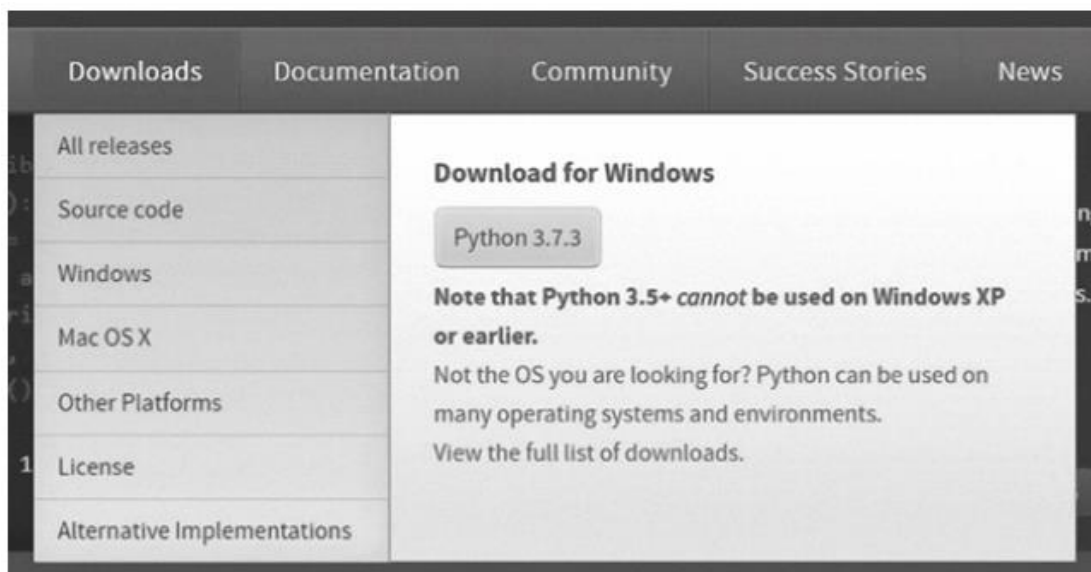 Downloads Documentation Community Success Stories News
All releases
Source code
Windows
Mac OS X
Other Platforms
License
Alternative Implementations
Download for Windows
Python 3.7.3
Note that Python 3.5+ cannot be used on Windows XP
or earlier.
Not the OS you are looking for? Python can be used on
many operating systems and environments.
View the full list of downloads.